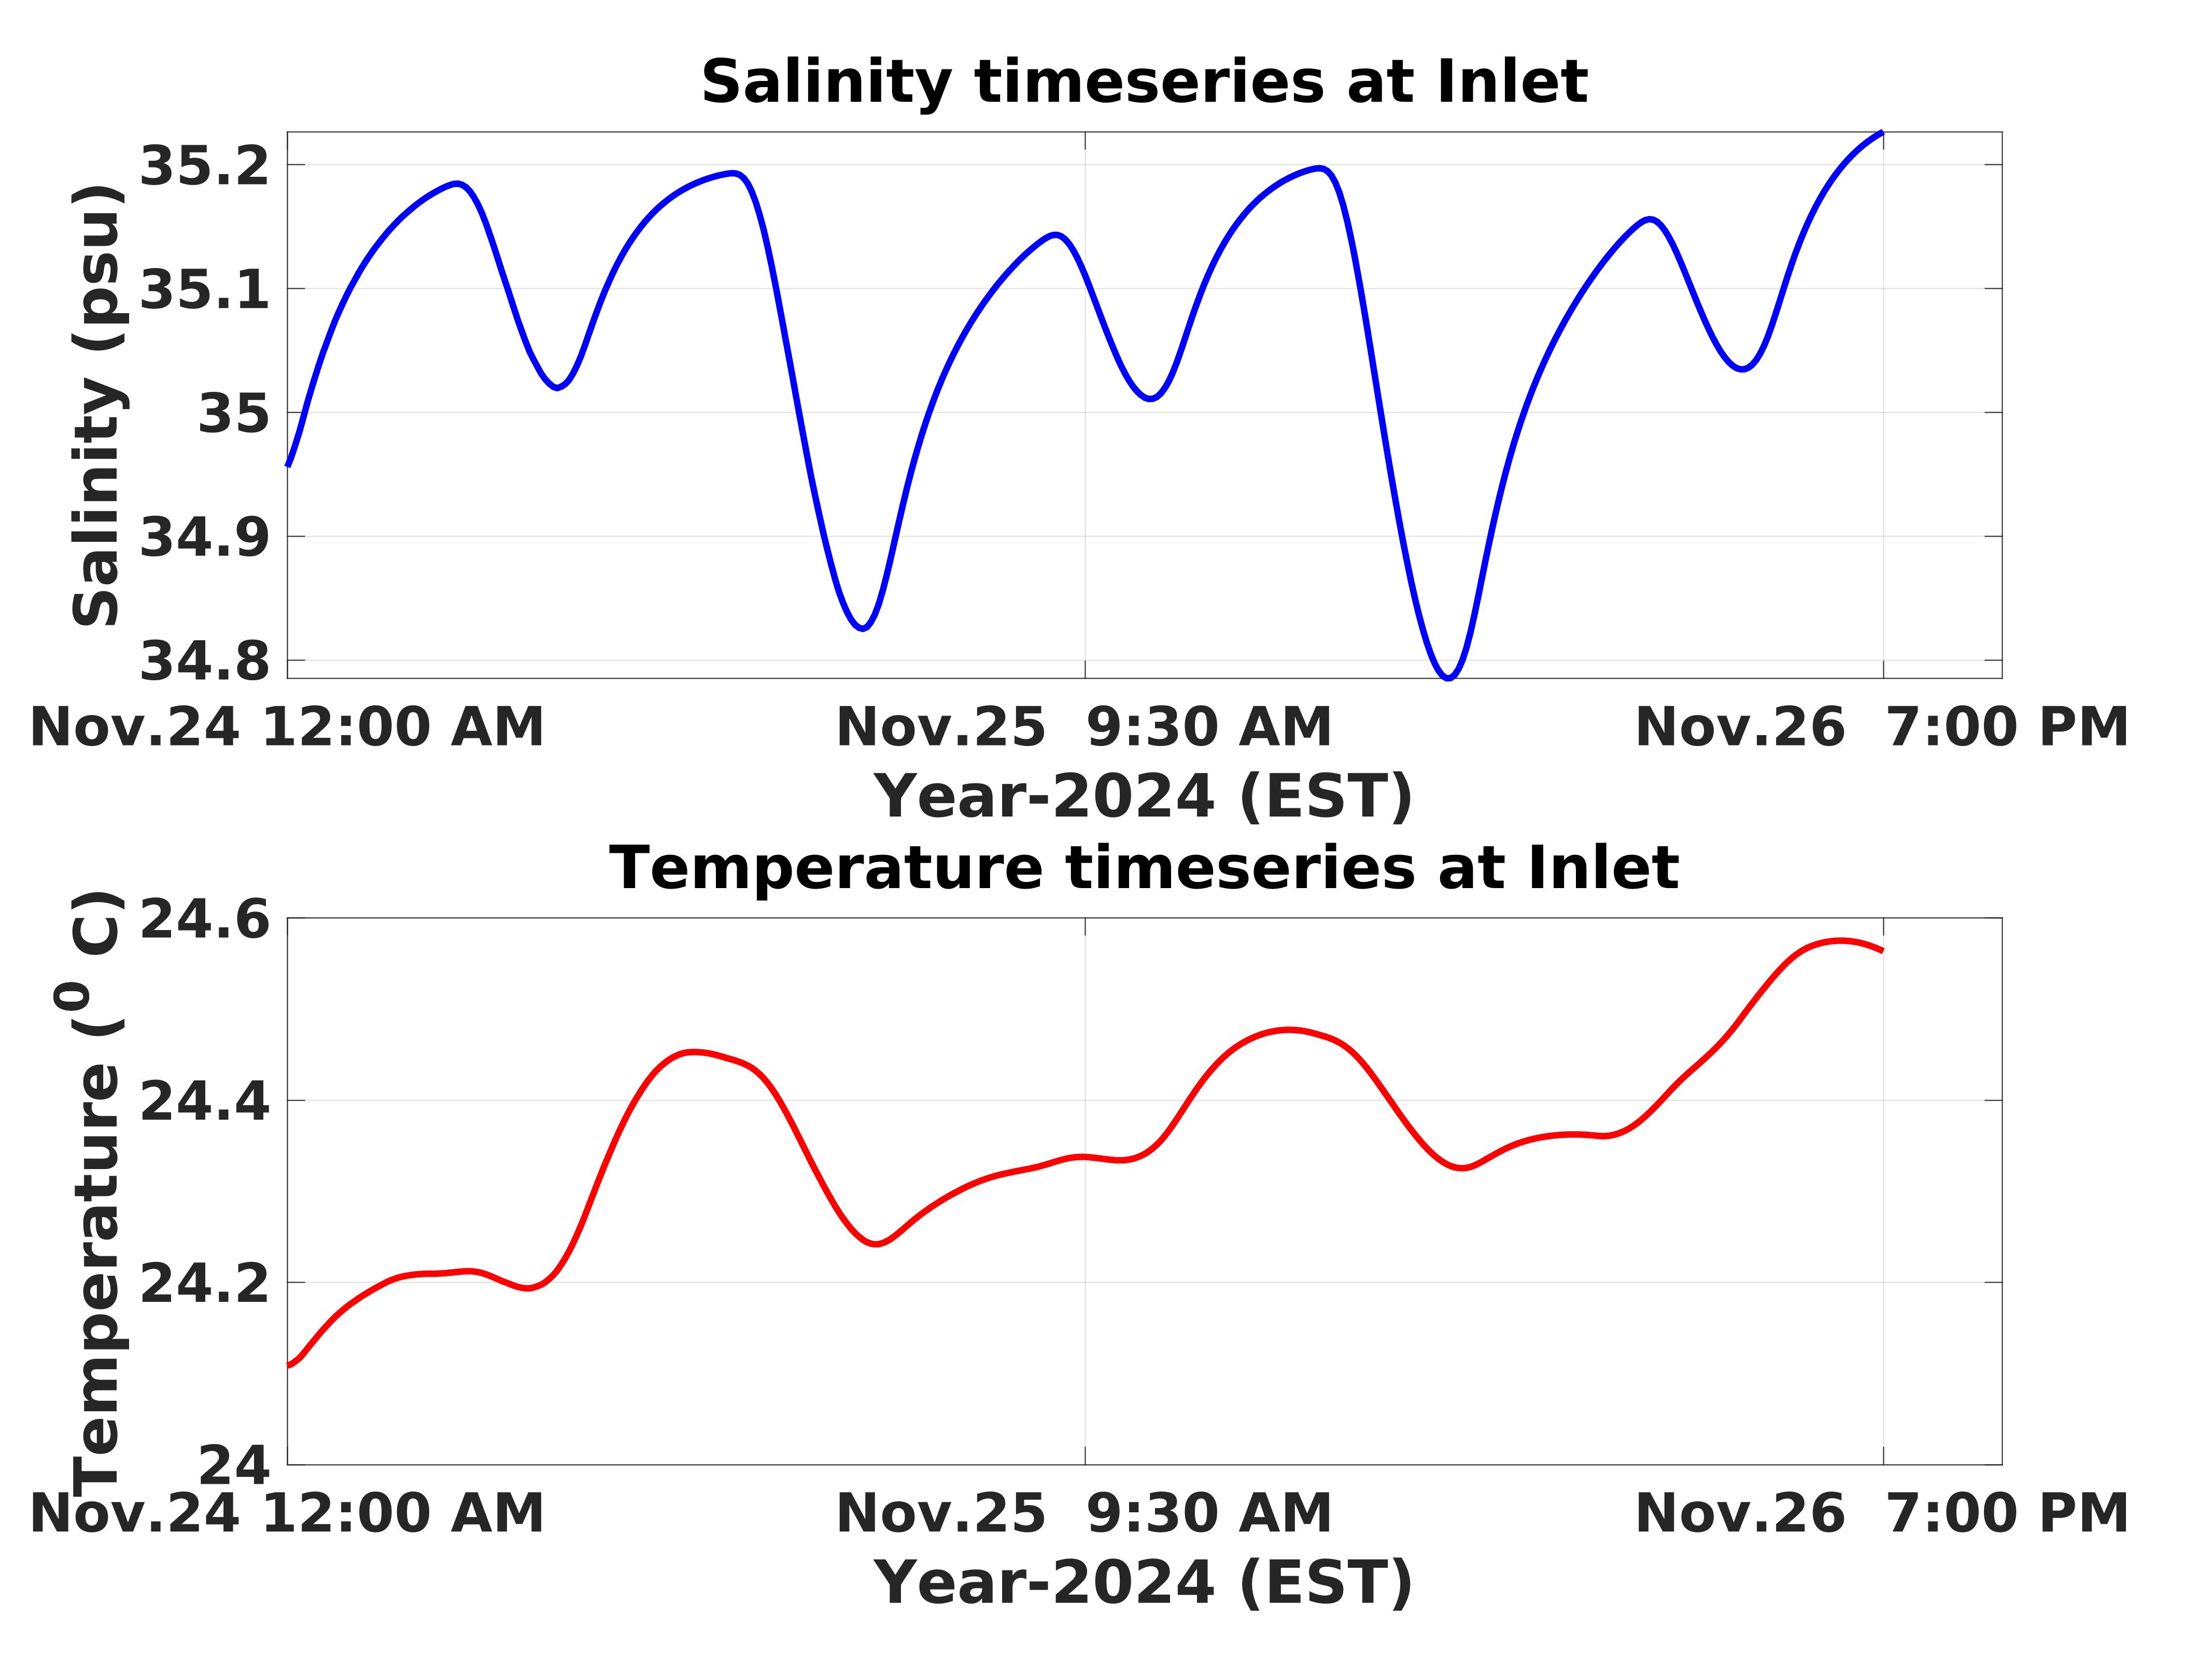 Salinity timeseries at Inlet
Salinity (psu)
35.2
35.1
35
34.9
34.8
Nov.24 12:00 AM Nov.25  9:30 AM Nov.26  7:00 PM
Year-2024 (EST)
Temperature timeseries at Inlet
Temperature (⁰ C)
24.6
24.4
24.2
24
Nov.24 12:00 AM Nov.25  9:30 AM Nov.26  7:00 PM
Year-2024 (EST)